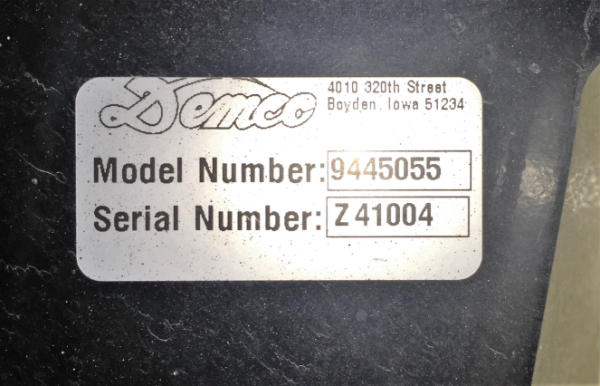 Demco
4010 320th Street
Boyden, Iowa 51234
Model Number: 9445055
Serial Number: Z 41004